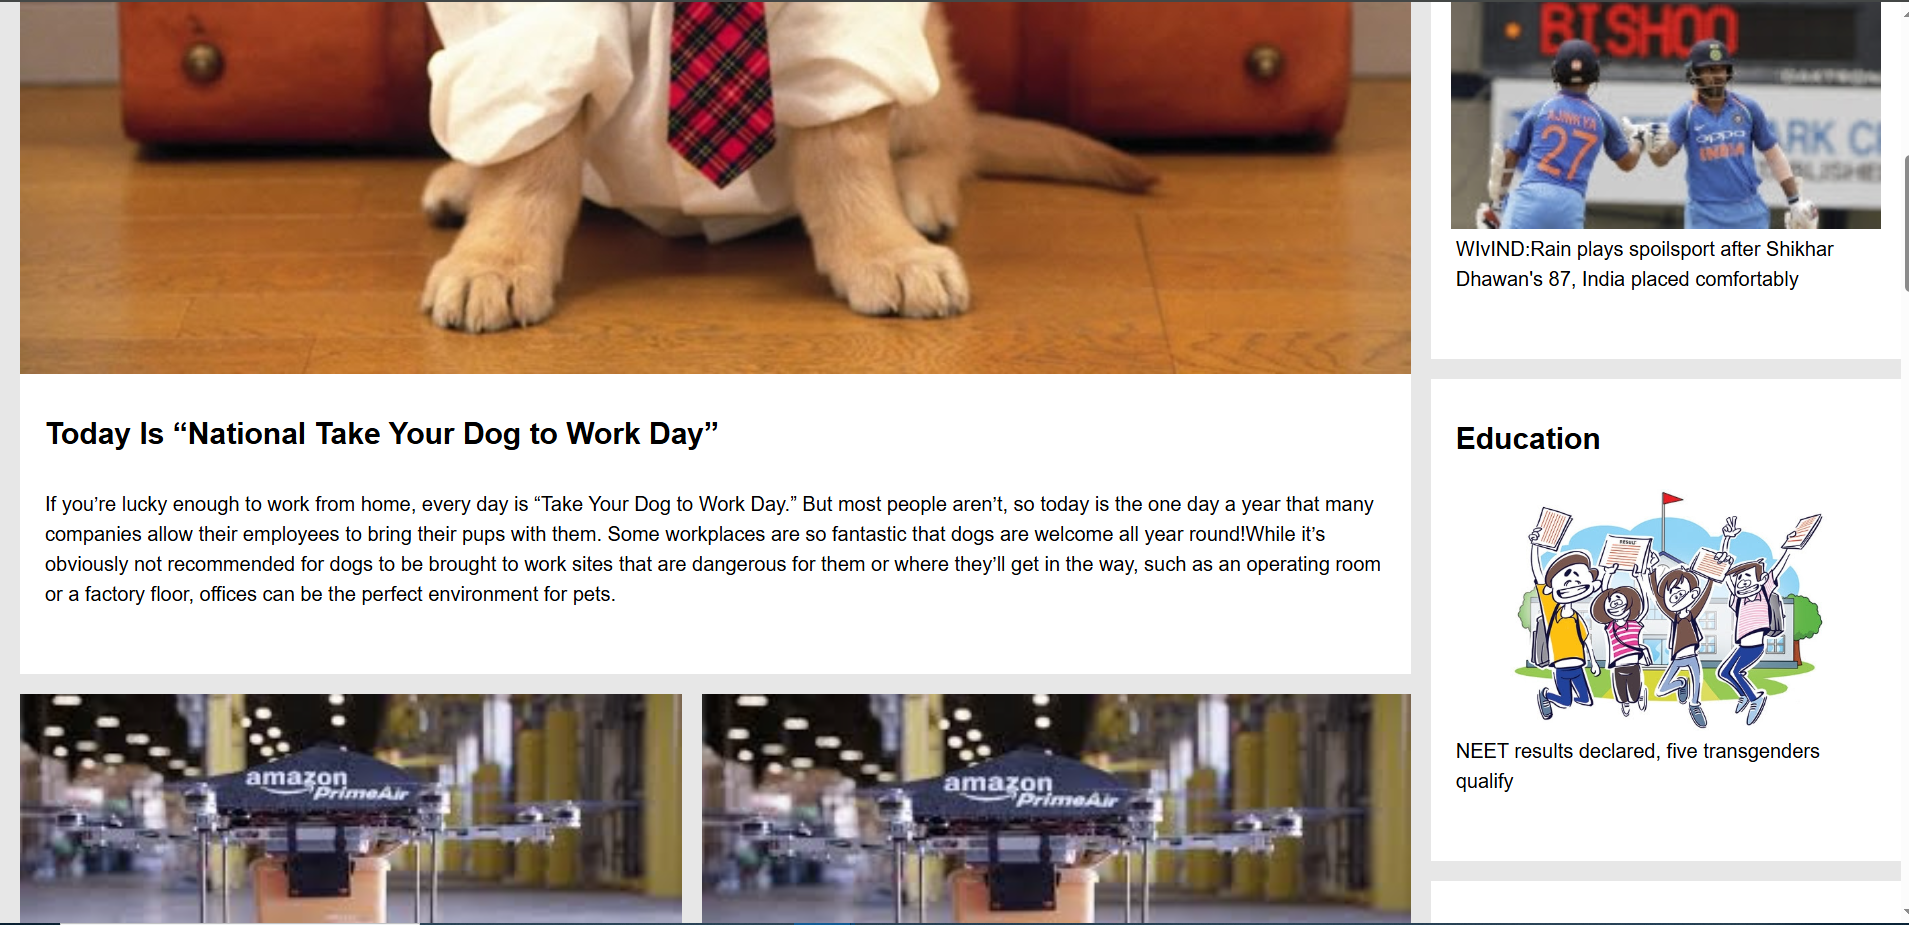 Today Is “National Take Your Dog to Work Day”
If you’re lucky enough to work from home, every day is “Take Your Dog to Work Day.” But most people aren’t, so today is the one day a year that many
companies allow their employees to bring their pups with them. Some workplaces are so fantastic that dogs are welcome all year round!While it’s
obviously not recommended for dogs to be brought to work sites that are dangerous for them or where they’ll get in the way, such as an operating room
or a factory floor, offices can be the perfect environment for pets.
amazon
PrimeAir
amazon
PrimeAir
BISHOO
AJINKYA
27
oppo
INDIA
ARK C
WIvIND:Rain plays spoilsport after Shikhar
Dhawan's 87, India placed comfortably
Education
RESULT
NEET results declared, five transgenders
qualify